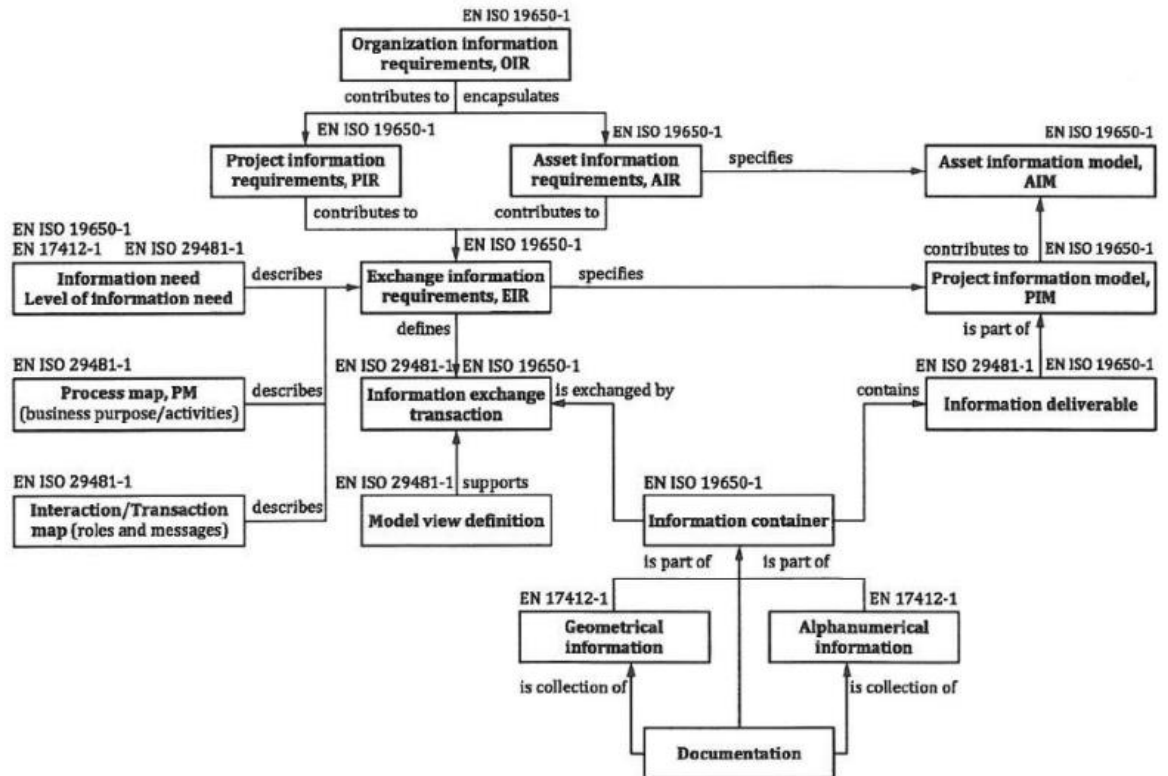 EN ISO 19650-1
Organization information
requirements, OIR
contributes to encapsulates
EN ISO 19650-1
EN ISO 19650-1
EN ISO 19650-1
Project information
requirements, PIR
Asset information
requirements, AIR
specifies
Asset information model,
AIM
contributes to
contributes to
EN ISO 19650-1
EN 17412-1 EN ISO 29481-1
EN ISO 19650-1
contributes to
EN ISO 19650-1
Information need
Level of information need
describes
Exchange information
requirements, EIR
specifies
Project information model,
PIM
defines
is part of
EN ISO 29481-1
EN ISO 29481-1
EN ISO 19650-1
EN ISO 29481-1
EN ISO 19650-1
Process map, PM
(business purpose/activities)
describes
Information exchange
transaction
is exchanged by
contains
Information deliverable
EN ISO 29481-1
EN ISO 29481-1
supports
EN ISO 19650-1
Interaction/Transaction
map (roles and messages)
describes
Model view definition
Information container
is part of
is part of
EN 17412-1
EN 17412-1
Geometrical
information
Alphanumerical
information
is collection of
is collection of
Documentation